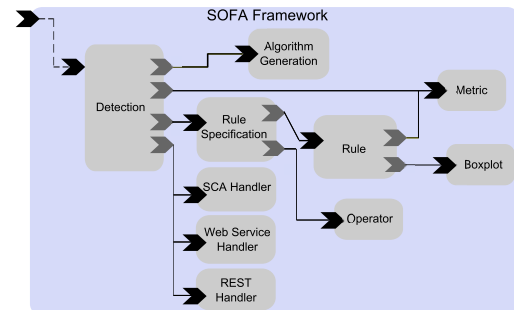 SOFA Framework
Algorithm
Generation
Detection
Metric
Rule
Specification
Rule
Boxplot
SCA Handler
Operator
Web Service
Handler
REST
Handler